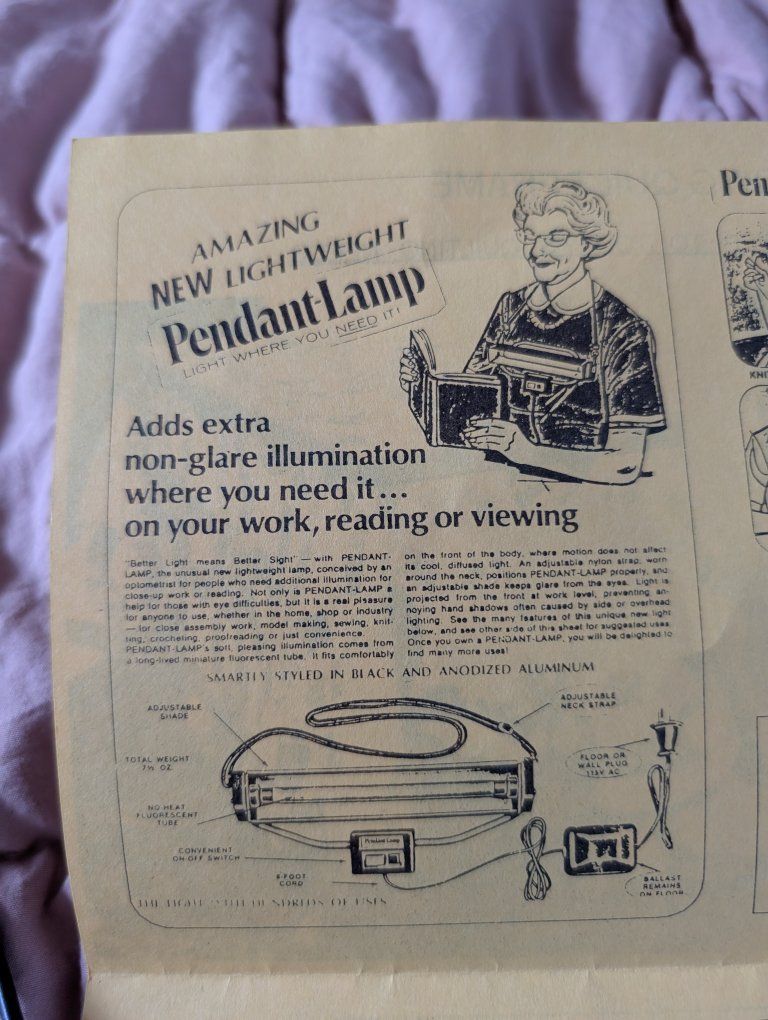 AMAZING
NEW LIGHTWEIGHT
Pendant-Lamp
LIGHT WHERE YOU NEED IT!
Adds extra
non-glare illumination
where you need it...
on your work, reading or viewing
"Better Light means Better Sight" — with PENDANT-
LAMP, the unusual new lightweight lamp, conceived by an
optometrist for people who need additional illumination for
close-up work or reading. Not only is PENDANT-LAMP a
help for those with eye difficulties, but it is a real pleasure
for anyone to use, whether in the home, shop or industry
— for close assembly work, model making, sewing, knit-
ting, crocheting, proofreading or just convenience.
PENDANT-LAMP's soft, pleasing illumination comes from
a long-lived miniature fluorescent tube. It fits comfortably
on the front of the body, where motion does not affect
its cool, diffused light. An adjustable nylon strap, worn
around the neck, positions PENDANT-LAMP properly, and
an adjustable shade keeps glare from the eyes. Light is
projected from the front at work level, preventing an-
noying hand shadows often caused by side or overhead
lighting. See the many features of this unique new light
below, and see other side of this sheet for suggested uses.
Once you own a PENDANT-LAMP, you will be delighted to
find many more uses!
SMARTLY STYLED IN BLACK AND ANODIZED ALUMINUM
ADJUSTABLE
SHADE
ADJUSTABLE
NECK STRAP
TOTAL WEIGHT
7½ OZ.
FLOOR OR
WALL PLUG
115V AC
NO-HEAT
FLUORESCENT
TUBE
Pendant Lamp
CONVENIENT
ON-OFF SWITCH
CORD
BALLAST
REMAINS
ON FLOOR
THE LIGHT WITH HUNDREDS OF USES
Pen
KNI